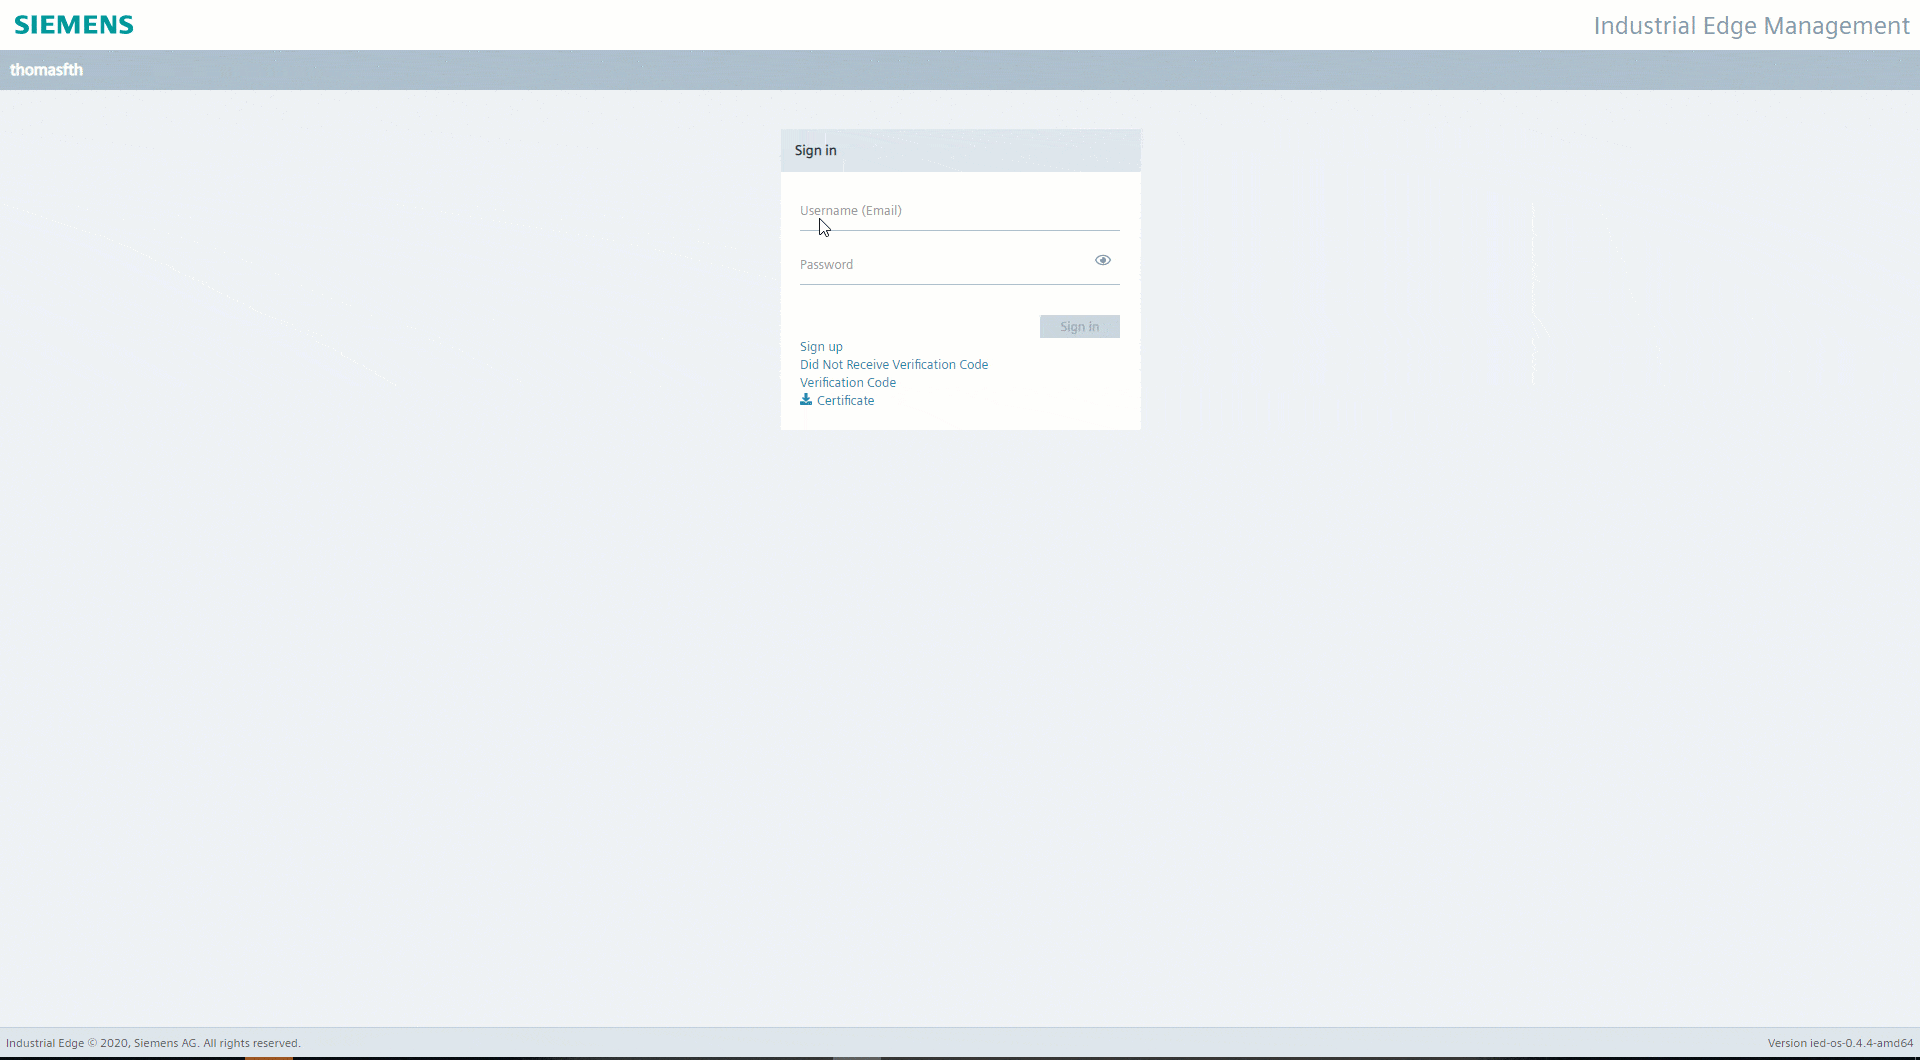 SIEMENS
Industrial Edge Management
thomasfth
Sign in
Username (Email)
Password
Sign in
Sign up
Did Not Receive Verification Code
Verification Code
Certificate
Industrial Edge © 2020, Siemens AG. All rights reserved.
Version ied-os-0.4.4-amd64